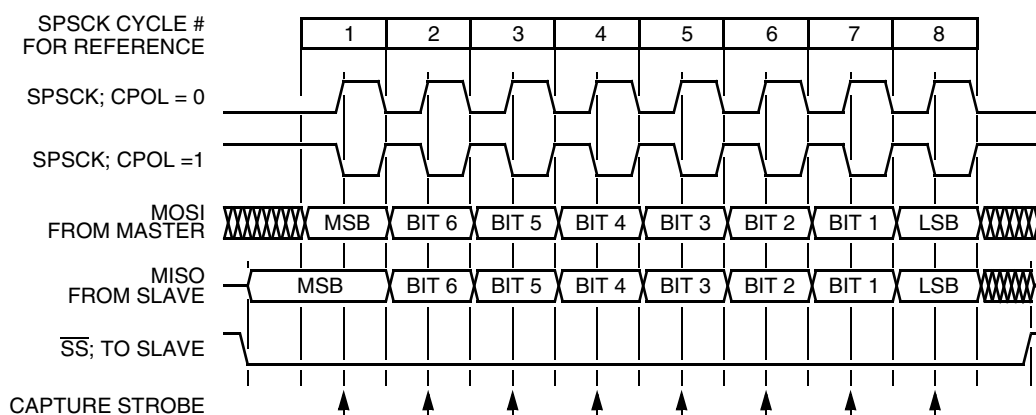 SPSCK CYCLE #
FOR REFERENCE
1 2 3 4 5 6 7 8
SPSCK; CPOL = 0
SPSCK; CPOL =1
MOSI
FROM MASTER
MSB BIT 6 BIT 5 BIT 4 BIT 3 BIT 2 BIT 1 LSB
MISO
FROM SLAVE
MSB BIT 6 BIT 5 BIT 4 BIT 3 BIT 2 BIT 1 LSB
SS; TO SLAVE
CAPTURE STROBE